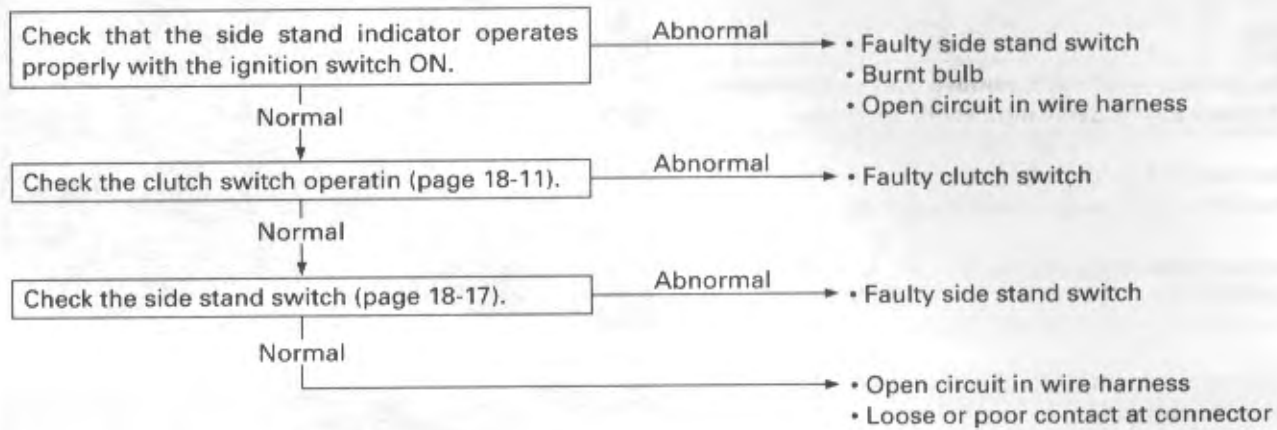 Check that the side stand indicator operates
properly with the ignition switch ON.
Abnormal
• Faulty side stand switch
• Burnt bulb
• Open circuit in wire harness
Normal
Check the clutch switch operatin (page 18-11).
Abnormal
• Faulty clutch switch
Normal
Check the side stand switch (page 18-17).
Abnormal
• Faulty side stand switch
Normal
• Open circuit in wire harness
• Loose or poor contact at connector